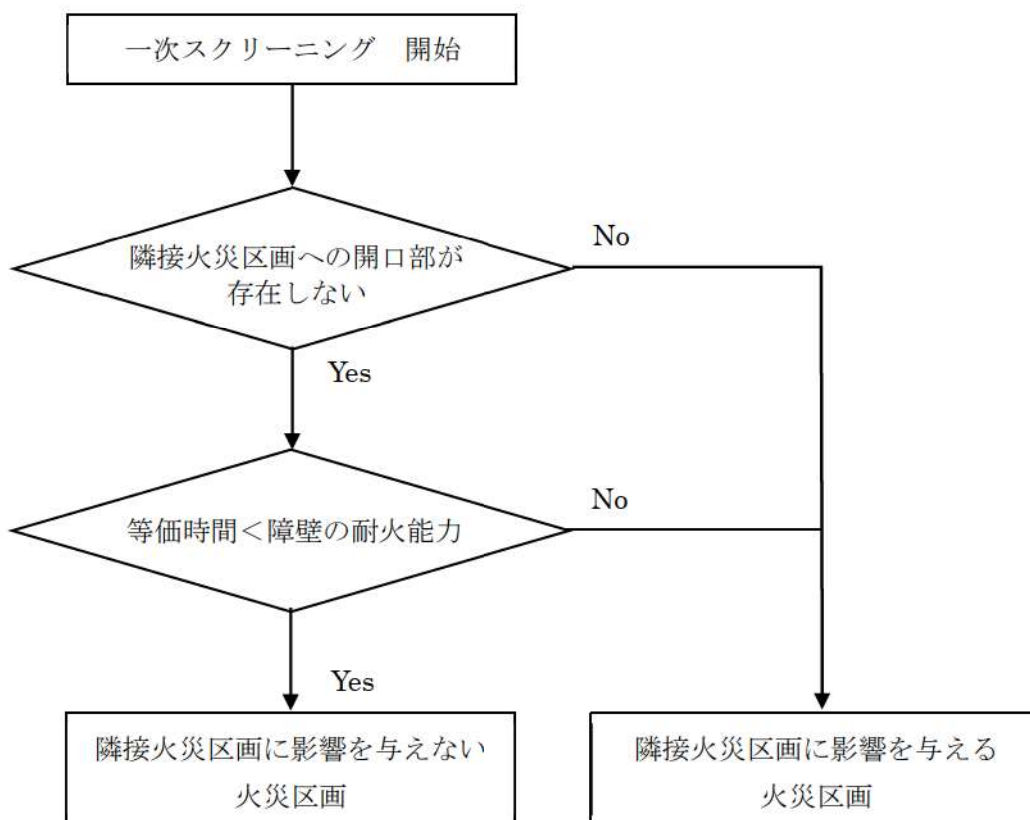 一次スクリーニング　開始
隣接火災区画への開口部が
存在しない
No
Yes
等価時間＜障壁の耐火能力
No
Yes
隣接火災区画に影響を与えない
火災区画
隣接火災区画に影響を与える
火災区画